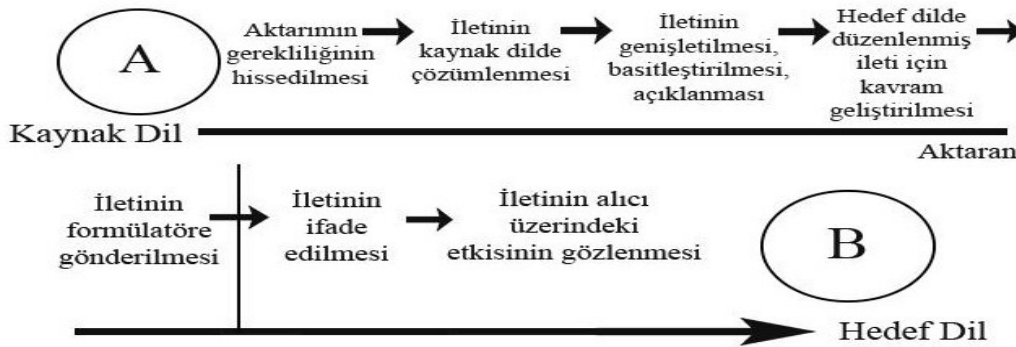 A
Kaynak Dil
Aktarımın
gerekliliğinin
hissedilmesi
İletinin
kaynak dilde
çözümlenmesi
İletinin
genişletilmesi,
basitleştirilmesi,
açıklanması
Hedef dilde
düzenlenmiş
ileti için
kavram
geliştirilmesi
Aktaran
İletinin
formülatöre
gönderilmesi
İletinin
ifade
edilmesi
İletinin alıcı
üzerindeki
etkisinin gözlenmesi
B
Hedef Dil